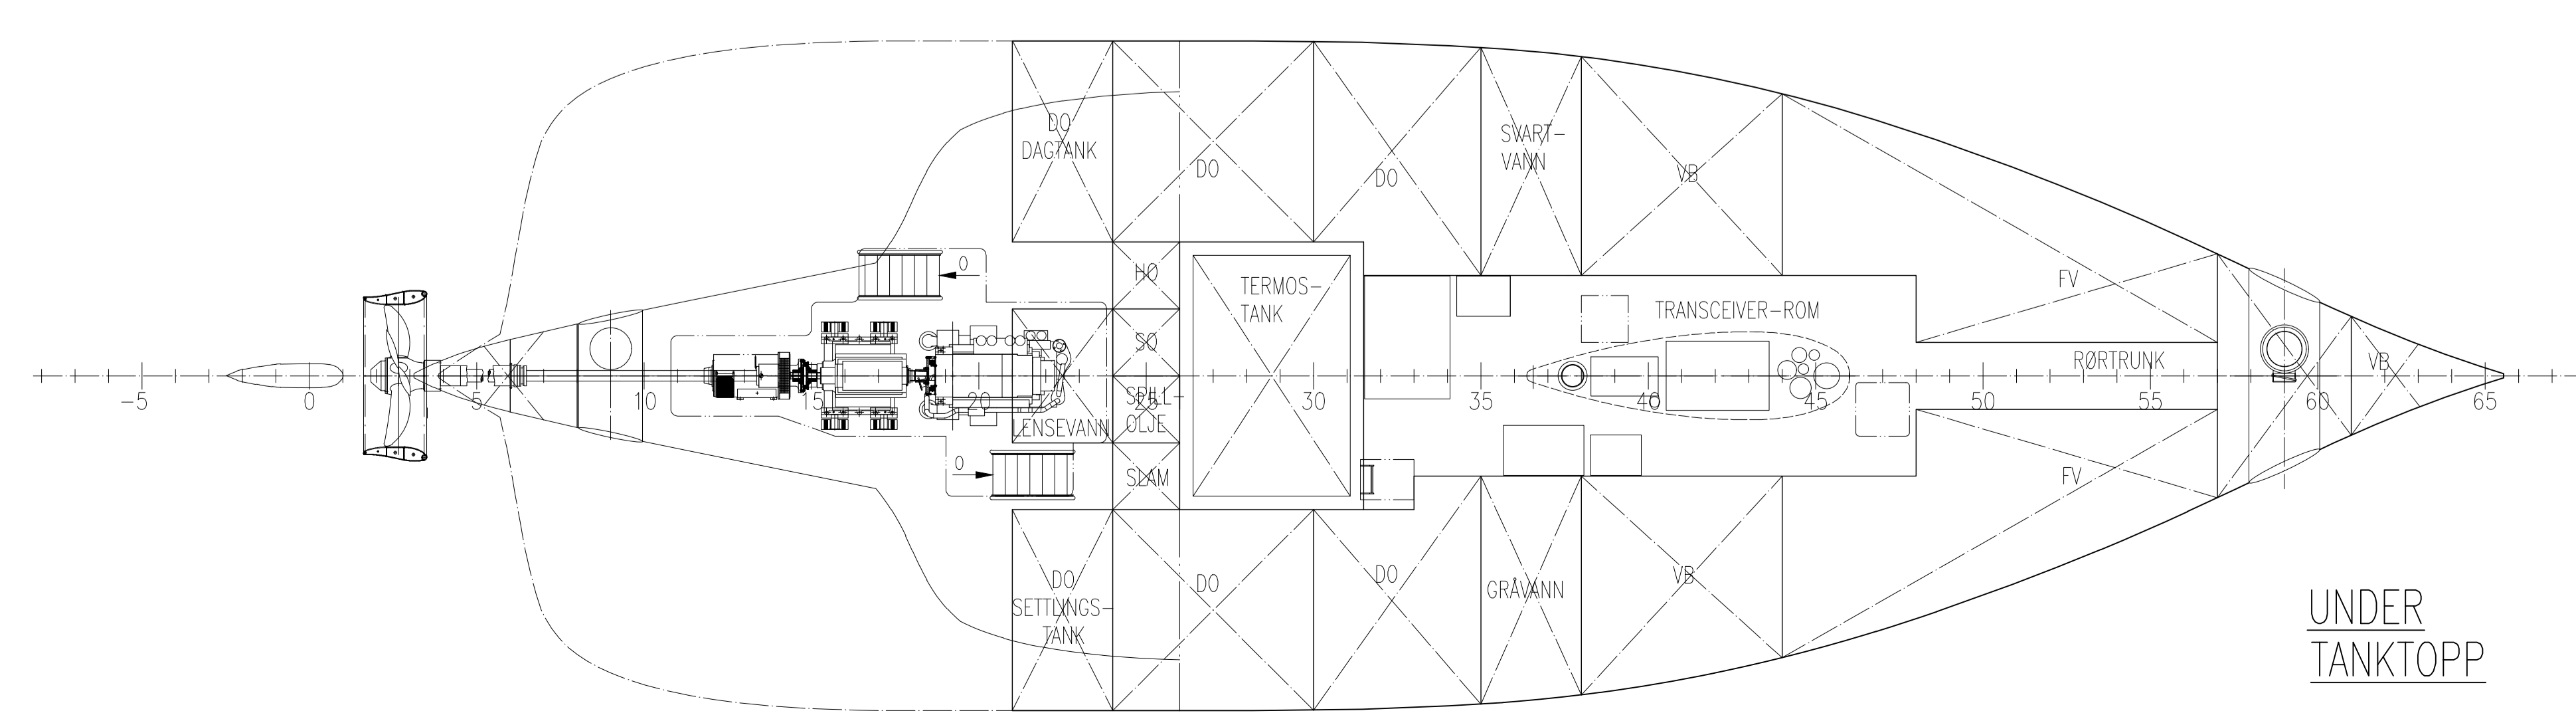 DO
DAGTANK
DO
DO
SVART-
VANN
VB
FV
HØ
TERMOS-
TANK
TRANSCEIVER-ROM
O
SØ
RØRTRUNK
VB
-5
0
5
10
15
20
25
30
35
40
45
50
55
60
65
SPILL-
OLJE
LENSEVANN
O
SLAM
FV
DO
SETTLINGS-
TANK
DO
DO
GRÅVANN
VB
UNDER
TANKTOPP